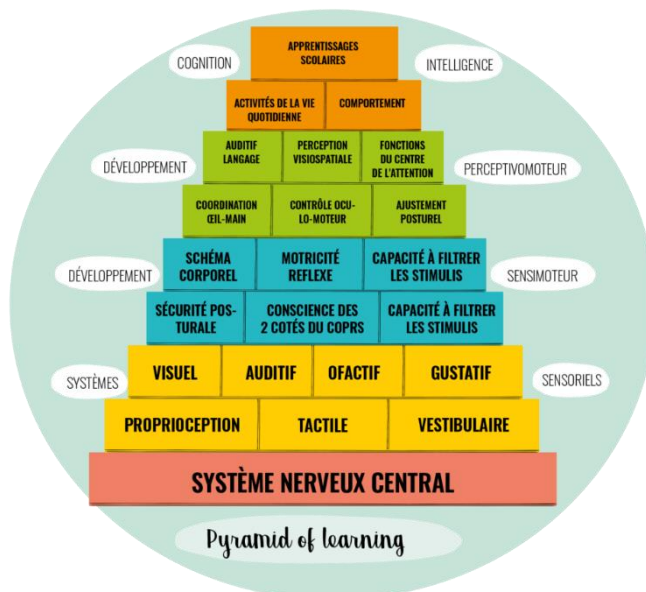 APPRENTISSAGES
SCOLAIRES
COGNITION
INTELLIGENCE
ACTIVITÉS DE LA VIE
QUOTIDIENNE
COMPORTEMENT
AUDITIF
LANGAGE
PERCEPTION
VISIOSPATIALE
FONCTIONS
DU CENTRE
DE L'ATTENTION
DÉVELOPPEMENT
PERCEPTIVOMOTEUR
COORDINATION
ŒIL-MAIN
CONTRÔLE OCU-
LO-MOTEUR
AJUSTEMENT
POSTUREL
SCHÉMA
CORPOREL
MOTRICITÉ
REFLEXE
CAPACITÉ À FILTRER
LES STIMULIS
DÉVELOPPEMENT
SENSIMOTEUR
SÉCURITÉ POS-
TURALE
CONSCIENCE DES
2 COTÉS DU COPRS
CAPACITÉ À FILTRER
LES STIMULIS
VISUEL
AUDITIF
OFACTIF
GUSTATIF
SYSTÈMES
SENSORIELS
PROPRIOCEPTION
TACTILE
VESTIBULAIRE
SYSTÈME NERVEUX CENTRAL
Pyramid of learning